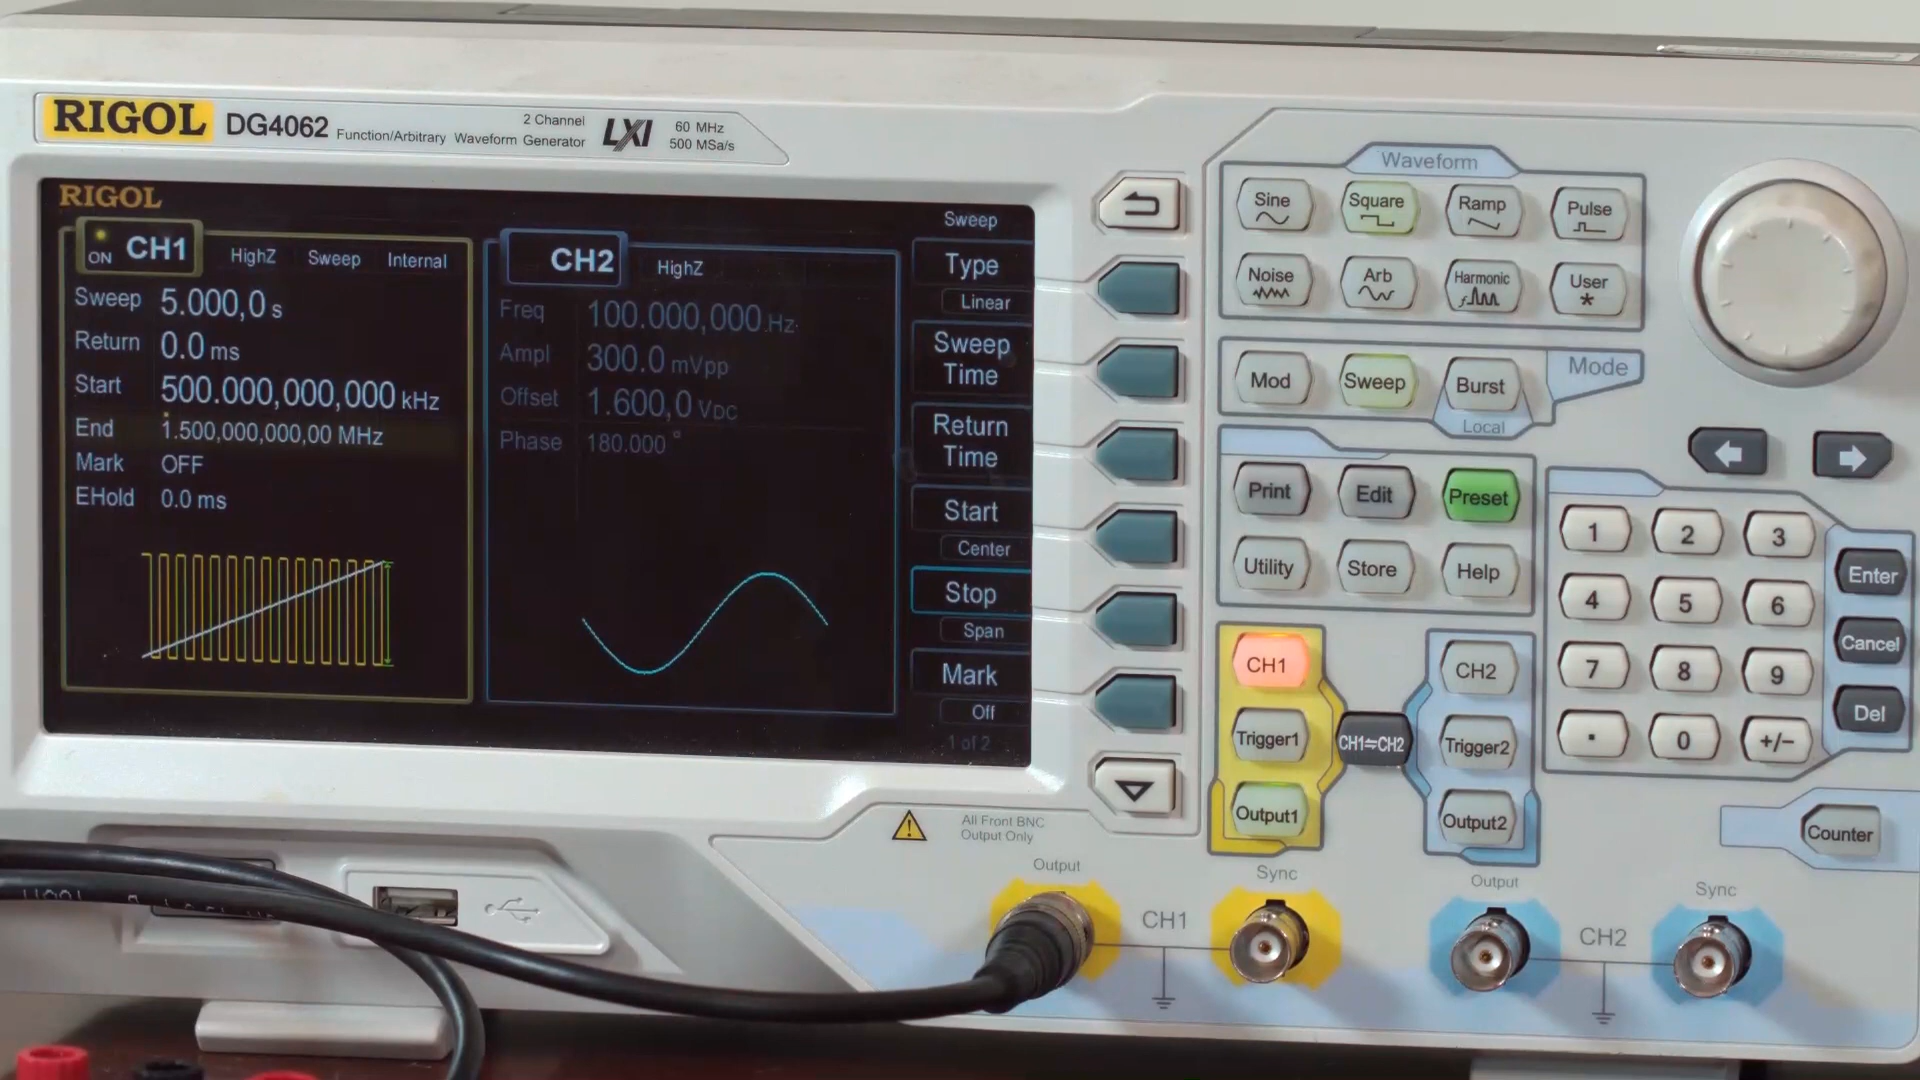 RIGOL DG4062 Function/Arbitrary Waveform Generator
2 Channel
LXI
60 MHz
500 MSa/s
RIGOL
ON CH1 HighZ Sweep Internal
Sweep 5.000,0 s
Return 0.0 ms
Start 500.000,000,000 kHz
End 1.500,000,000,00 MHz
Mark OFF
EHold 0.0 ms
CH2 HighZ
Freq 100.000,000 Hz
Ampl 300.0 mVpp
Offset 1.600,0 VDC
Phase 180.000 °
Sweep
Type
Linear
Sweep
Time
Return
Time
Start
Center
Stop
Span
Mark
Off
1 of 2
Waveform
Sine Square Ramp Pulse
Noise Arb Harmonic User
*
Mod Sweep Burst Mode
Local
Print Edit Preset
Utility Store Help
CH1 CH2
Trigger1 CH1⇌CH2 Trigger2
Output1 Output2
1 2 3
4 5 6
7 8 9
. 0 +/−
Enter
Cancel
Del
Counter
All Front BNC
Output Only
Output Sync Output Sync
CH1 CH2